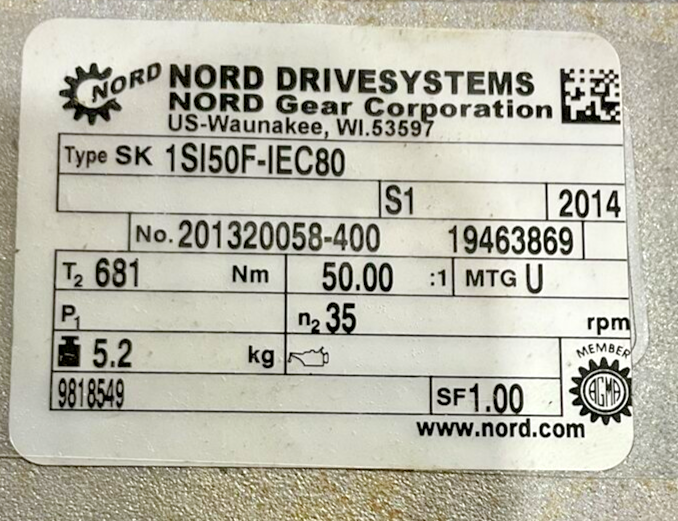 NORD NORD DRIVESYSTEMS
NORD Gear Corporation
US-Waunakee, WI.53597
Type SK 1SI50F-IEC80
S1 2014
No. 201320058-400 19463869
T2 681 Nm 50.00 :1 MTG U
P1 n2 35 rpm
5.2 kg
MEMBER
AGMA
9818549 SF 1.00
www.nord.com